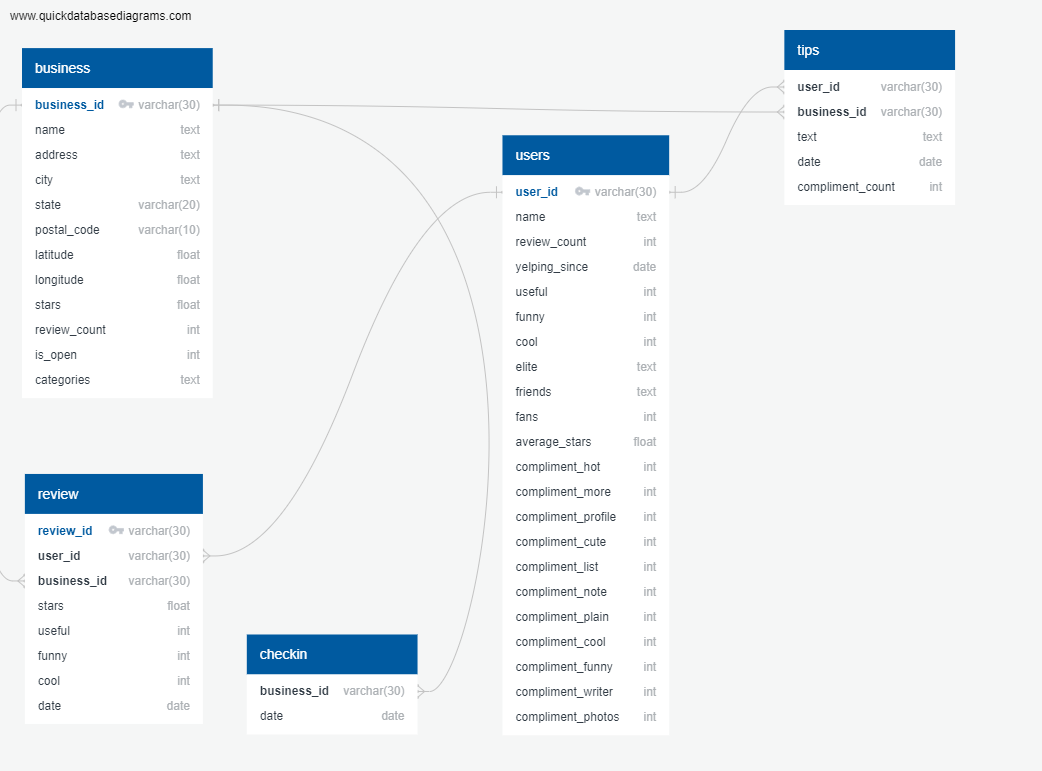 www.quickdatabasediagrams.com
business
business_id varchar(30)
name text
address text
city text
state varchar(20)
postal_code varchar(10)
latitude float
longitude float
stars float
review_count int
is_open int
categories text
review
review_id varchar(30)
user_id varchar(30)
business_id varchar(30)
stars float
useful int
funny int
cool int
date date
checkin
business_id varchar(30)
date date
users
user_id varchar(30)
name text
review_count int
yelping_since date
useful int
funny int
cool int
elite text
friends text
fans int
average_stars float
compliment_hot int
compliment_more int
compliment_profile int
compliment_cute int
compliment_list int
compliment_note int
compliment_plain int
compliment_cool int
compliment_funny int
compliment_writer int
compliment_photos int
tips
user_id varchar(30)
business_id varchar(30)
text text
date date
compliment_count int